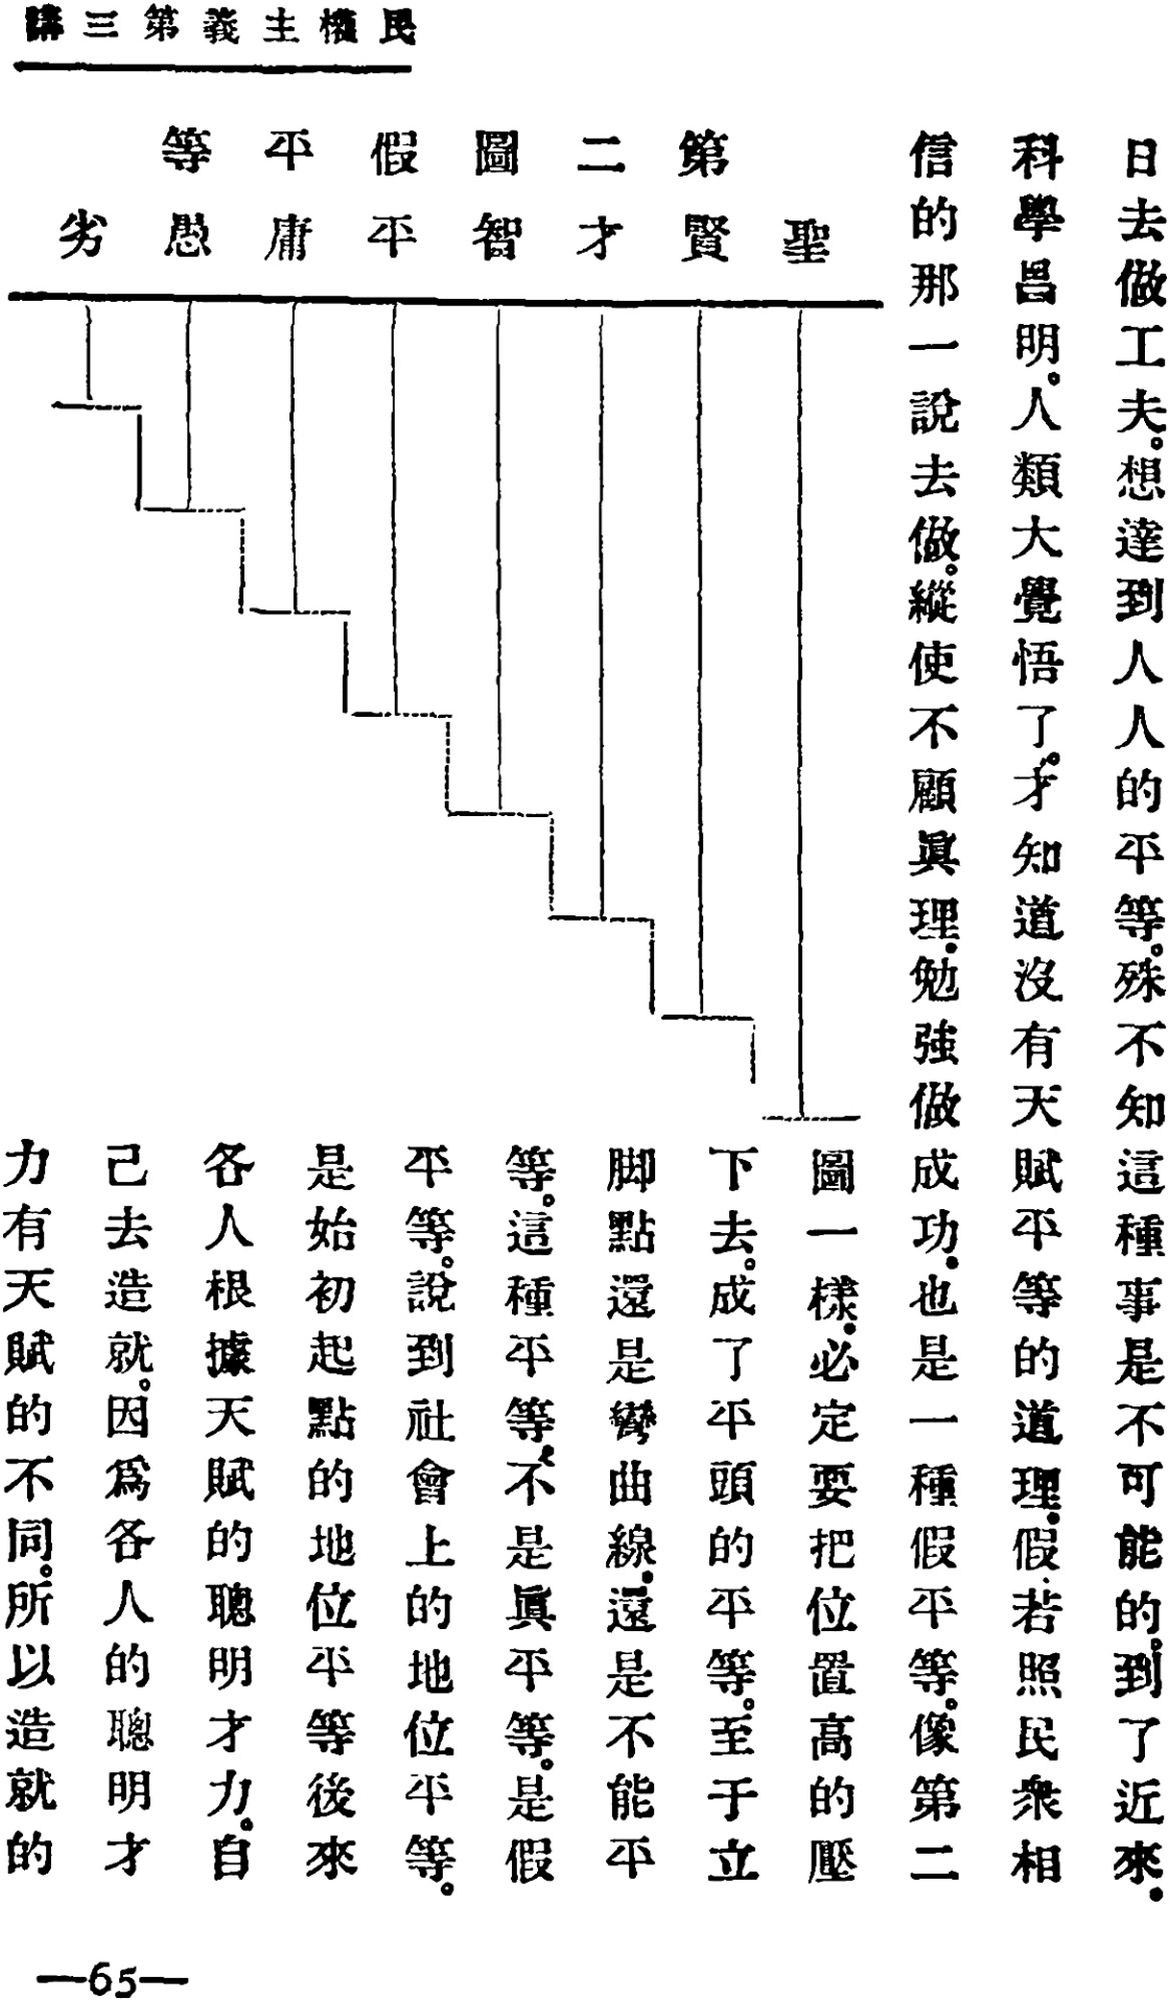 民權主義第三講
日去做工夫。想達到人人的平等。殊不知這種事是不可能的。到了近來.
科學昌明。人類大覺悟了。才知道沒有天賦平等的道理.假若照民衆相
信的那一說去做。縱使不顧眞理.勉強做成功.也是一種假平等。像第二
第二圖假平等
聖賢才智平庸愚劣
圖一樣.必定要把位置高的壓
下去。成了平頭的平等。至于立
脚點還是彎曲線.還是不能平
等。這種平等.不是眞平等。是假
平等。說到社會上的地位平等。
是始初起點的地位平等後來
各人根據天賦的聰明才力。自
己去造就。因爲各人的聰明才
力有天賦的不同。所以造就的
—65—